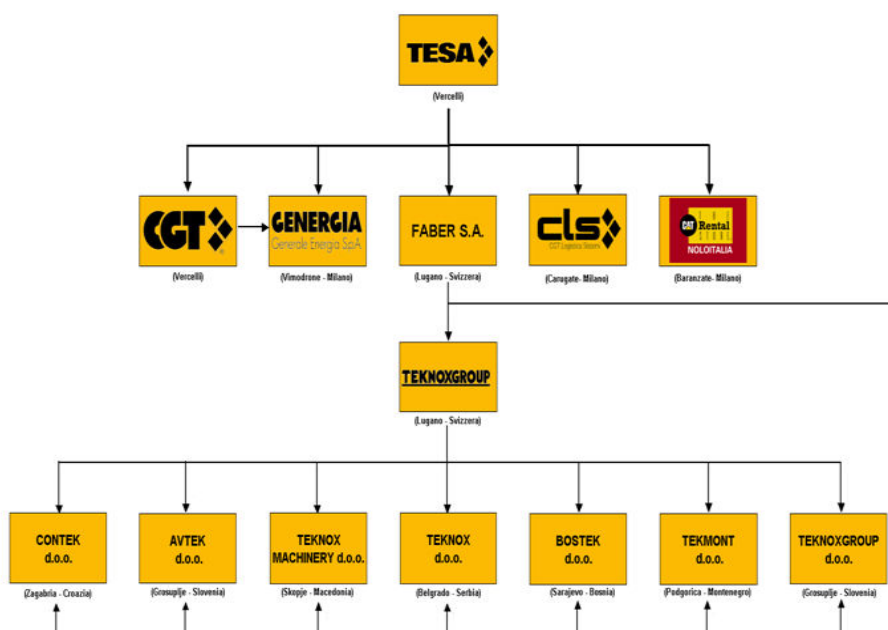 TESA
(Vercelli)
CGT
(Vercelli)
GENERGIA
Generale Energia S.p.A.
(Vimodrone - Milano)
FABER S.A.
(Lugano - Svizzera)
cls
CGT Logistica Sistemi
(Carugate- Milano)
CAT Rental
NOLOITALIA
(Baranzate- Milano)
TEKNOXGROUP
(Lugano - Svizzera)
CONTEK
d.o.o.
(Zagabria - Croazia)
AVTEK
d.o.o.
(Grosuplje - Slovenia)
TEKNOX
MACHINERY d.o.o.
(Skopje - Macedonia)
TEKNOX
d.o.o.
(Belgrado - Serbia)
BOSTEK
d.o.o.
(Sarajevo - Bosnia)
TEKMONT
d.o.o.
(Podgorica - Montenegro)
TEKNOXGROUP
d.o.o.
(Grosuplje - Slovenia)